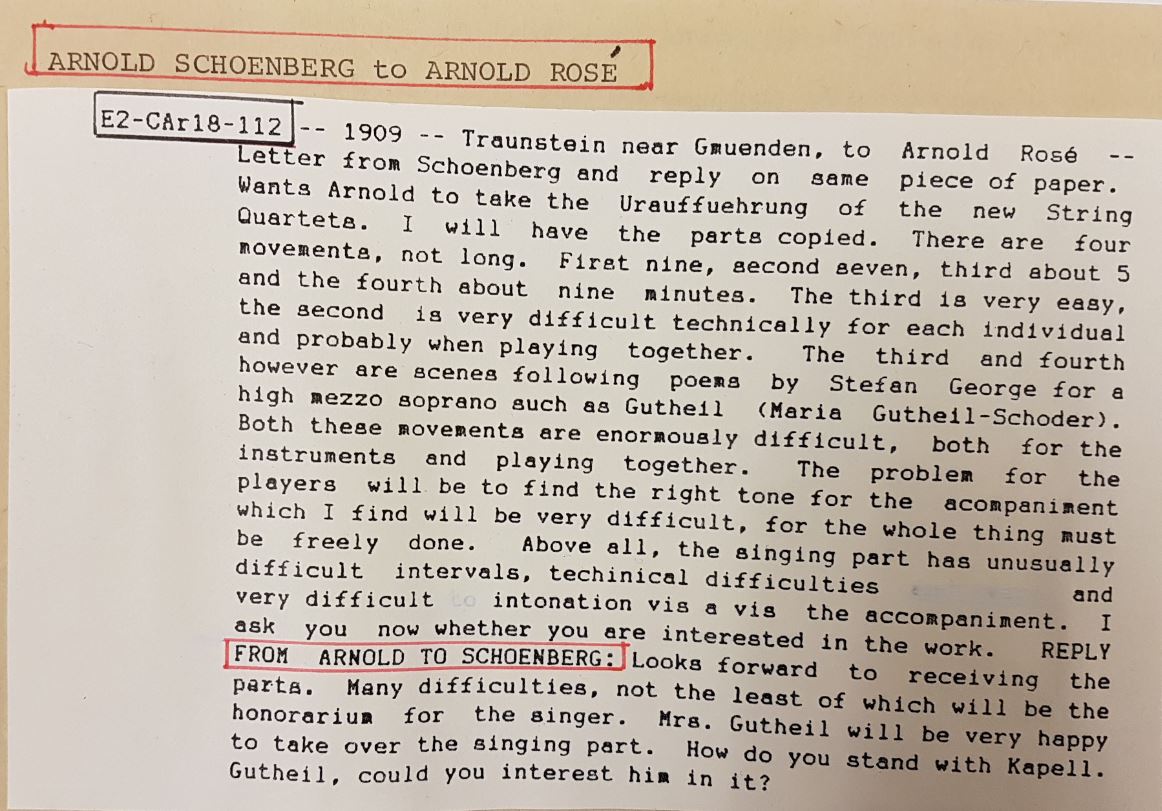 ARNOLD SCHOENBERG to ARNOLD ROSÉ
E2-CAr18-112 -- 1909 -- Traunstein near Gmuenden, to Arnold Rosé --
Letter from Schoenberg and reply on same piece of paper.
Wants Arnold to take the Urauffuehrung of the new String
Quartets. I will have the parts copied. There are four
movements, not long. First nine, second seven, third about 5
and the fourth about nine minutes. The third is very easy,
the second is very difficult technically for each individual
and probably when playing together. The third and fourth
however are scenes following poems by Stefan George for a
high mezzo soprano such as Gutheil (Maria Gutheil-Schoder).
Both these movements are enormously difficult, both for the
instruments and playing together. The problem for the
players will be to find the right tone for the acompaniment
which I find will be very difficult, for the whole thing must
be freely done. Above all, the singing part has unusually
difficult intervals, techinical difficulties and
very difficult to intonation vis a vis the accompaniment. I
ask you now whether you are interested in the work. REPLY
FROM ARNOLD TO SCHOENBERG: Looks forward to receiving the
parts. Many difficulties, not the least of which will be the
honorarium for the singer. Mrs. Gutheil will be very happy
to take over the singing part. How do you stand with Kapell.
Gutheil, could you interest him in it?